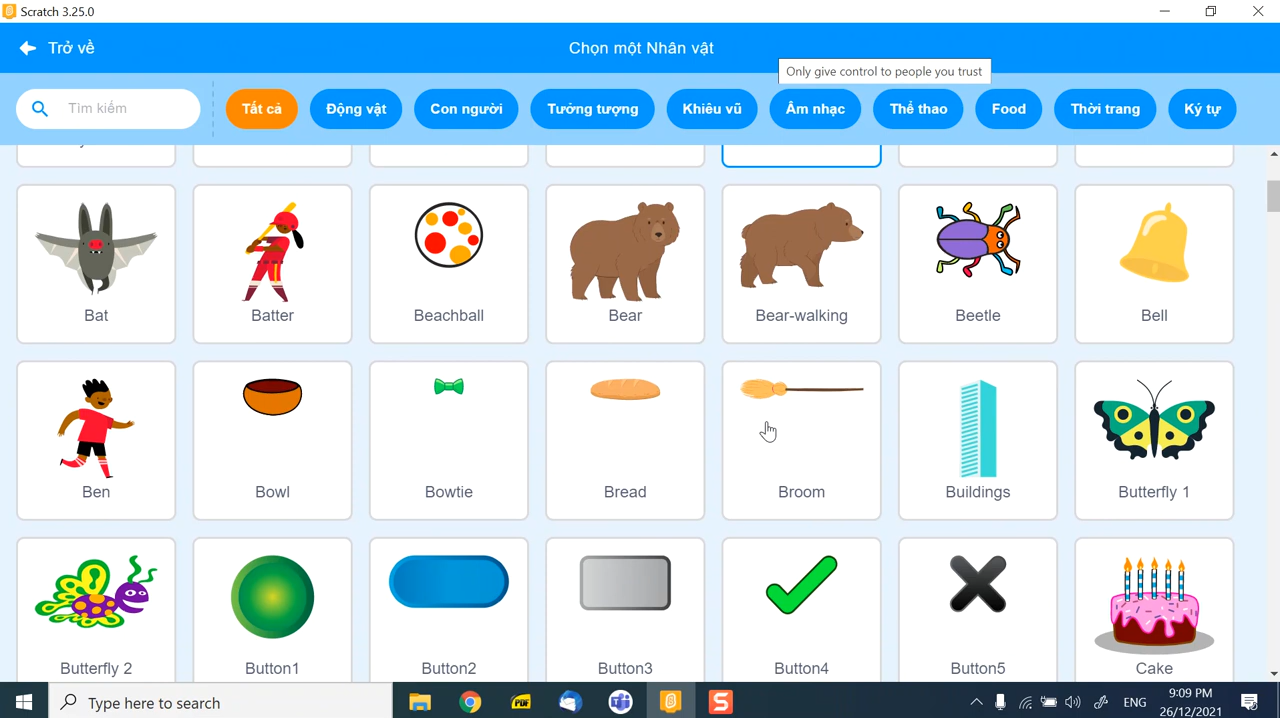 Scratch 3.25.0
Trở về
Chọn một Nhân vật
Only give control to people you trust
Tìm kiếm
Tất cả
Động vật
Con người
Tưởng tượng
Khiêu vũ
Âm nhạc
Thể thao
Food
Thời trang
Ký tự
Bat
Batter
Beachball
Bear
Bear-walking
Beetle
Bell
Ben
Bowl
Bowtie
Bread
Broom
Buildings
Butterfly 1
Butterfly 2
Button1
Button2
Button3
Button4
Button5
Cake
Type here to search
PDF
S
ENG
9:09 PM
26/12/2021